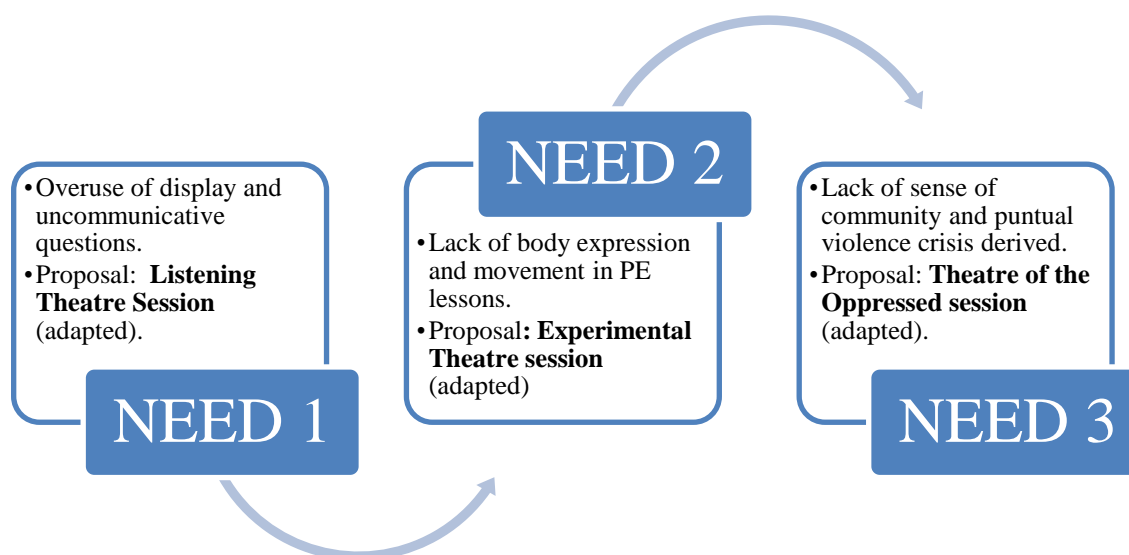 •Overuse of display and
uncommunicative
questions.
•Proposal: Listening
Theatre Session
(adapted).
NEED 1
NEED 2
•Lack of body expression
and movement in PE
lessons.
•Proposal: Experimental
Theatre session
(adapted)
•Lack of sense of
community and puntual
violence crisis derived.
•Proposal: Theatre of the
Oppressed session
(adapted).
NEED 3